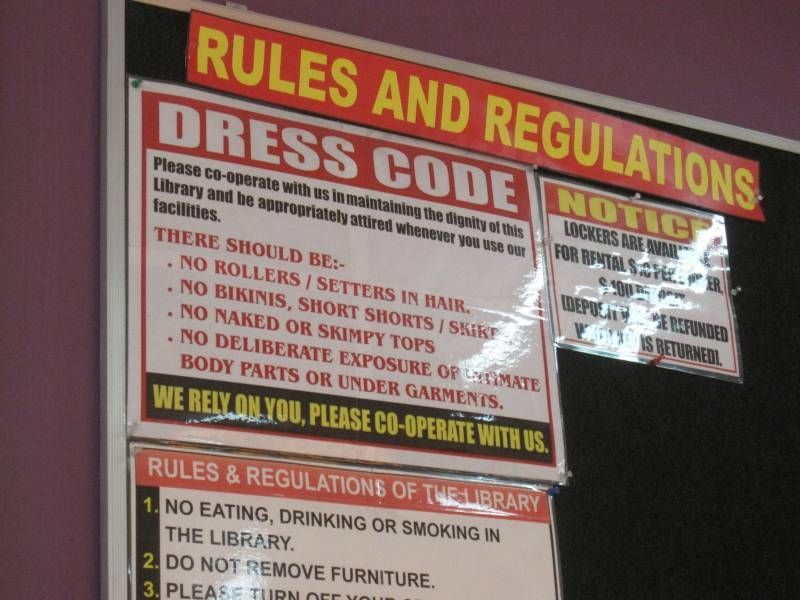 RULES AND REGULATIONS
DRESS CODE
Please co-operate with us in maintaining the dignity of this
Library and be appropriately attired whenever you use our
facilities.
THERE SHOULD BE:-
• NO ROLLERS / SETTERS IN HAIR.
• NO BIKINIS, SHORT SHORTS / SKIRTS
• NO NAKED OR SKIMPY TOPS
• NO DELIBERATE EXPOSURE OF INTIMATE
BODY PARTS OR UNDER GARMENTS.
WE RELY ON YOU, PLEASE CO-OPERATE WITH US.
NOTICE
LOCKERS ARE AVAILABLE
FOR RENTAL
(DEPOSIT WILL BE REFUNDED
IS RETURNED).
RULES & REGULATIONS OF THE LIBRARY
1. NO EATING, DRINKING OR SMOKING IN
THE LIBRARY.
2. DO NOT REMOVE FURNITURE.
3. PLEASE TURN OFF YOUR